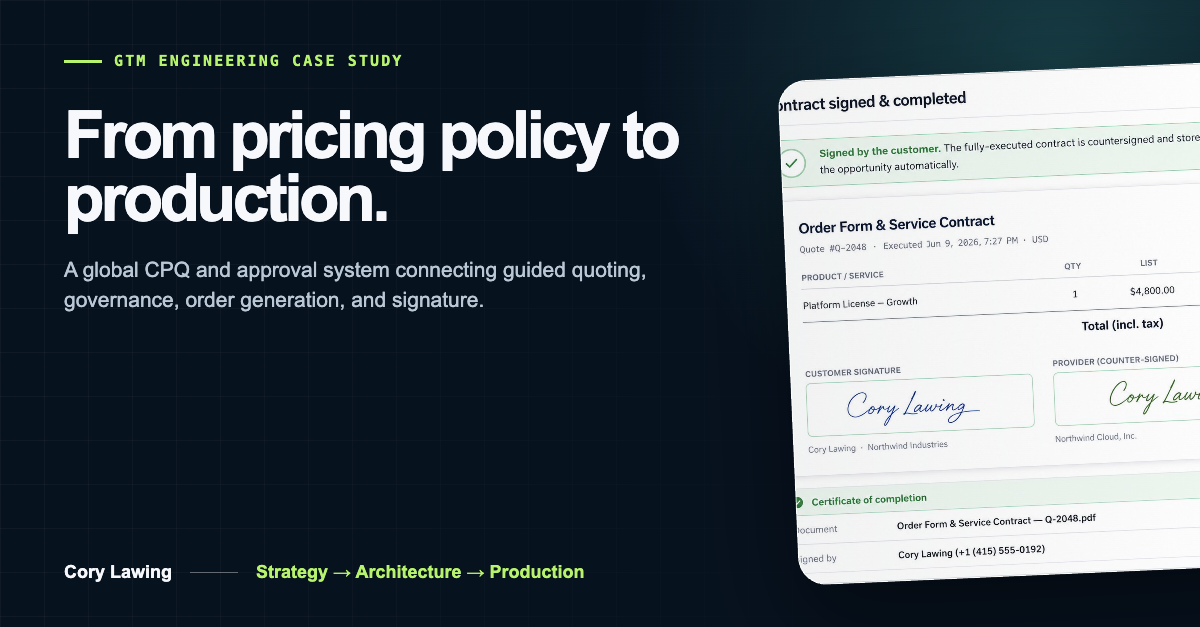 GTM ENGINEERING CASE STUDY
From pricing policy to
production.
A global CPQ and approval system connecting guided quoting,
governance, order generation, and signature.
Cory Lawing
Strategy → Architecture → Production
ontract signed & completed
Signed by the customer. The fully-executed contract is countersigned and store
the opportunity automatically.
Order Form & Service Contract
Quote #Q-2048 · Executed Jun 9, 2026, 7:27 PM · USD
PRODUCT / SERVICE QTY LIST
Platform License — Growth 1 $4,800.00
Total (incl. tax)
CUSTOMER SIGNATURE PROVIDER (COUNTER-SIGNED)
Cory Lawing Cory Law
Cory Lawing · Northwind Industries Northwind Cloud, Inc.
Certificate of completion
ocument Order Form & Service Contract — Q-2048.pdf
igned by Cory Lawing (+1 (415) 555-0192)